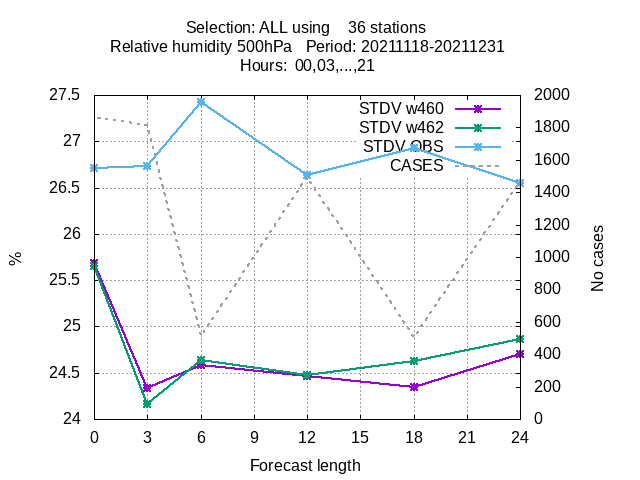 Selection: ALL using    36 stations
Relative humidity 500hPa   Period: 20211118-20211231
Hours: 00,03,...,21
27.5
27
26.5
26
25.5
25
24.5
24
%
2000
1800
1600
1400
1200
1000
800
600
400
200
0
No cases
STDV w460
STDV w462
STDV OBS
CASES
0 3 6 9 12 15 18 21 24
Forecast length